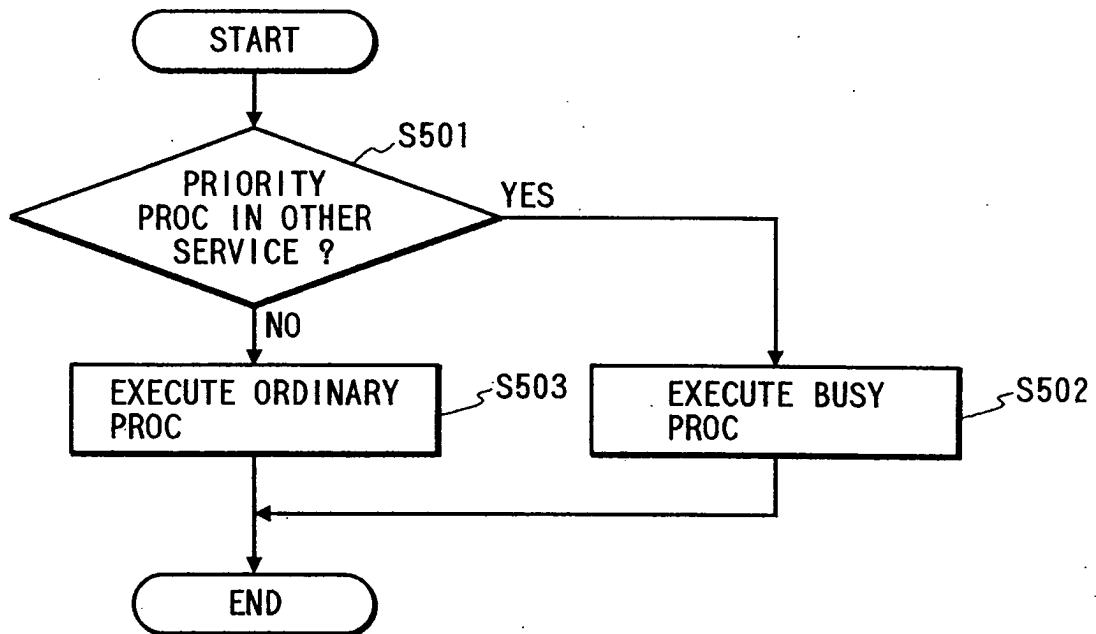 START
S501
PRIORITY
PROC IN OTHER
SERVICE ?
YES
NO
EXECUTE ORDINARY
PROC
S503
EXECUTE BUSY
PROC
S502
END